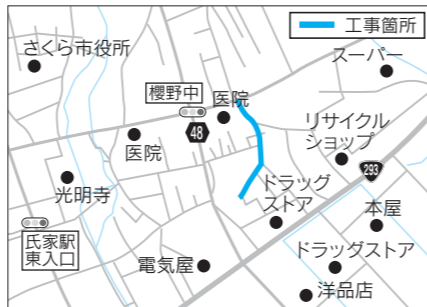 工事箇所
さくら市役所
スーパー
櫻野中
医院
48
医院
リサイクル
ショップ
293
光明寺
ドラッグ
ストア
本屋
氏家駅
東入口
電気屋
ドラッグストア
洋品店